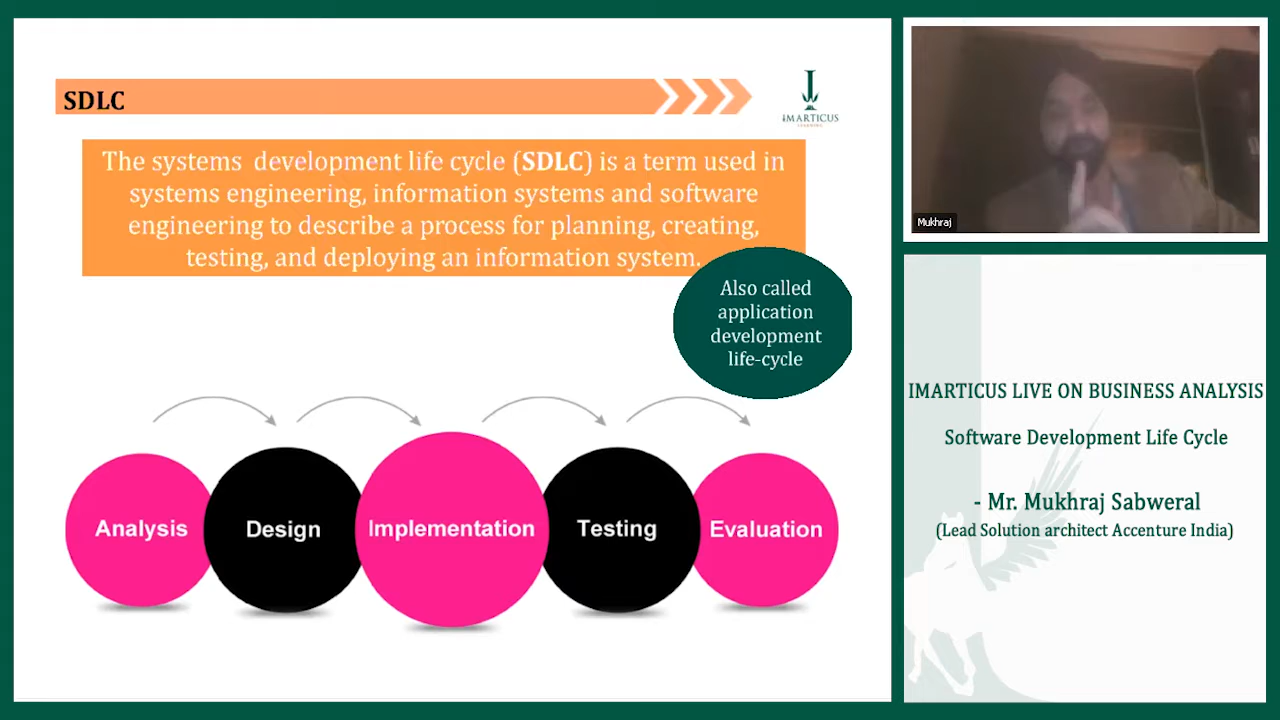 SDLC
iMARTICUS
LEARNING
The systems development life cycle (SDLC) is a term used in
systems engineering, information systems and software
engineering to describe a process for planning, creating,
testing, and deploying an information system.
Also called
application
development
life-cycle
Analysis
Design
Implementation
Testing
Evaluation
Mukhraj
IMARTICUS LIVE ON BUSINESS ANALYSIS
Software Development Life Cycle
- Mr. Mukhraj Sabweral
(Lead Solution architect Accenture India)